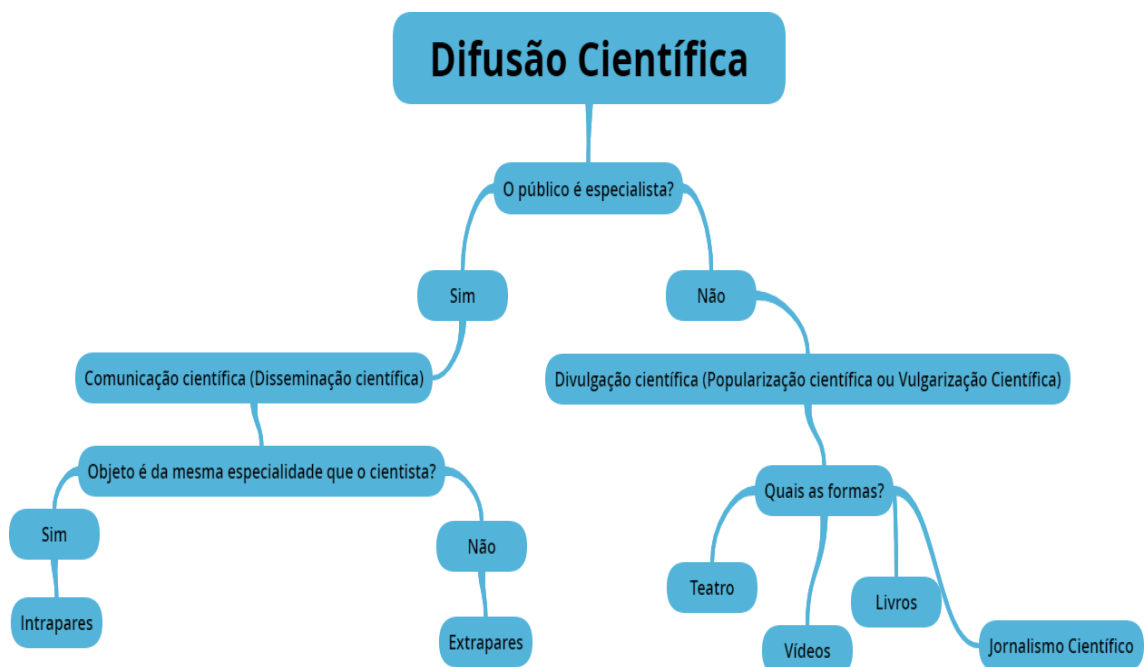 Difusão Científica
O público é especialista?
Sim
Não
Comunicação científica (Disseminação científica)
Divulgação científica (Popularização científica ou Vulgarização Científica)
Objeto é da mesma especialidade que o cientista?
Quais as formas?
Sim
Não
Teatro
Livros
Intrapares
Extrapares
Vídeos
Jornalismo Científico